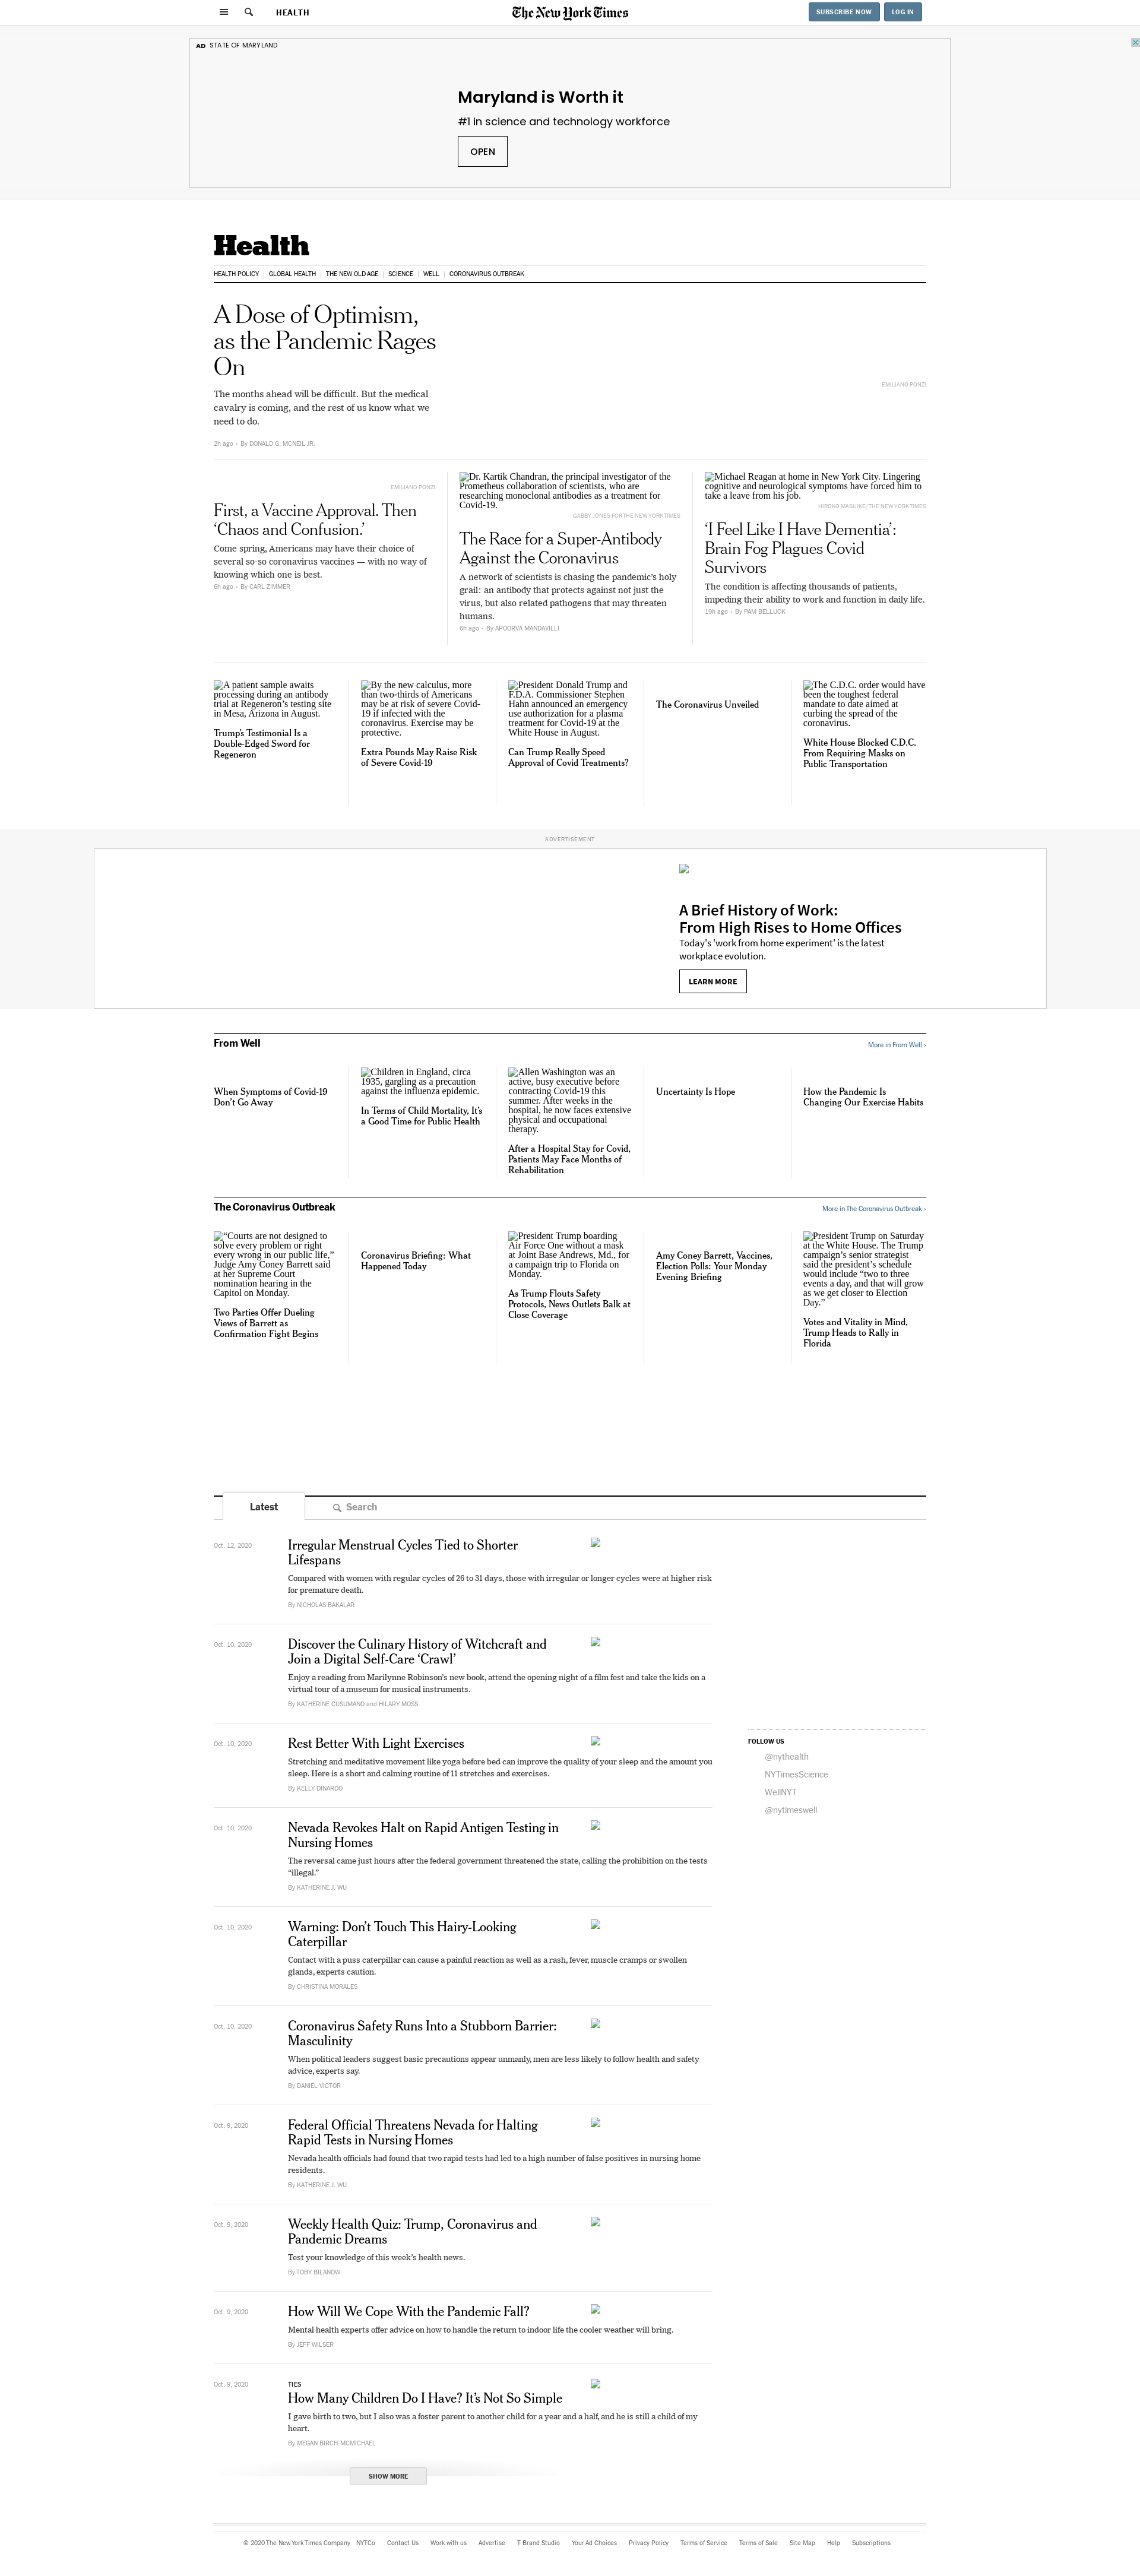 HEALTH
The New York Times
SUBSCRIBE NOW
LOG IN
AD STATE OF MARYLAND
Maryland is Worth it
#1 in science and technology workforce
OPEN
Health
HEALTH POLICY | GLOBAL HEALTH | THE NEW OLD AGE | SCIENCE | WELL | CORONAVIRUS OUTBREAK
A Dose of Optimism,
as the Pandemic Rages
On
The months ahead will be difficult. But the medical
cavalry is coming, and the rest of us know what we
need to do.
2h ago • By DONALD G. MCNEIL JR.
EMILIANO PONZI
EMILIANO PONZI
First, a Vaccine Approval. Then
‘Chaos and Confusion.’
Come spring, Americans may have their choice of
several so-so coronavirus vaccines — with no way of
knowing which one is best.
6h ago • By CARL ZIMMER
Dr. Kartik Chandran, the principal investigator of the
Prometheus collaboration of scientists, who are
researching monoclonal antibodies as a treatment for
Covid-19.
GABBY JONES FOR THE NEW YORK TIMES
The Race for a Super-Antibody
Against the Coronavirus
A network of scientists is chasing the pandemic’s holy
grail: an antibody that protects against not just the
virus, but also related pathogens that may threaten
humans.
6h ago • By APOORVA MANDAVILLI
Michael Reagan at home in New York City. Lingering
cognitive and neurological symptoms have forced him to
take a leave from his job.
HIROKO MASUIKE/THE NEW YORK TIMES
‘I Feel Like I Have Dementia’:
Brain Fog Plagues Covid
Survivors
The condition is affecting thousands of patients,
impeding their ability to work and function in daily life.
19h ago • By PAM BELLUCK
A patient sample awaits
processing during an antibody
trial at Regeneron’s testing site
in Mesa, Arizona in August.
Trump’s Testimonial Is a
Double-Edged Sword for
Regeneron
By the new calculus, more
than two-thirds of Americans
may be at risk of severe Covid-
19 if infected with the
coronavirus. Exercise may be
protective.
Extra Pounds May Raise Risk
of Severe Covid-19
President Donald Trump and
F.D.A. Commissioner Stephen
Hahn announced an emergency
use authorization for a plasma
treatment for Covid-19 at the
White House in August.
Can Trump Really Speed
Approval of Covid Treatments?
The Coronavirus Unveiled
The C.D.C. order would have
been the toughest federal
mandate to date aimed at
curbing the spread of the
coronavirus.
White House Blocked C.D.C.
From Requiring Masks on
Public Transportation
ADVERTISEMENT
A Brief History of Work:
From High Rises to Home Offices
Today's 'work from home experiment' is the latest
workplace evolution.
LEARN MORE
From Well
More in From Well ›
When Symptoms of Covid-19
Don’t Go Away
Children in England, circa
1935, gargling as a precaution
against the influenza epidemic.
In Terms of Child Mortality, It’s
a Good Time for Public Health
Allen Washington was an
active, busy executive before
contracting Covid-19 this
summer. After weeks in the
hospital, he now faces extensive
physical and occupational
therapy.
After a Hospital Stay for Covid,
Patients May Face Months of
Rehabilitation
Uncertainty Is Hope
How the Pandemic Is
Changing Our Exercise Habits
The Coronavirus Outbreak
More in The Coronavirus Outbreak ›
“Courts are not designed to
solve every problem or right
every wrong in our public life,”
Judge Amy Coney Barrett said
at her Supreme Court
nomination hearing in the
Capitol on Monday.
Two Parties Offer Dueling
Views of Barrett as
Confirmation Fight Begins
Coronavirus Briefing: What
Happened Today
President Trump boarding
Air Force One without a mask
at Joint Base Andrews, Md., for
a campaign trip to Florida on
Monday.
As Trump Flouts Safety
Protocols, News Outlets Balk at
Close Coverage
Amy Coney Barrett, Vaccines,
Election Polls: Your Monday
Evening Briefing
President Trump on Saturday
at the White House. The Trump
campaign’s senior strategist
said the president’s schedule
would include “two to three
events a day, and that will grow
as we get closer to Election
Day.”
Votes and Vitality in Mind,
Trump Heads to Rally in
Florida
Latest
Search
Oct. 12, 2020
Irregular Menstrual Cycles Tied to Shorter
Lifespans
Compared with women with regular cycles of 26 to 31 days, those with irregular or longer cycles were at higher risk
for premature death.
By NICHOLAS BAKALAR
Oct. 10, 2020
Discover the Culinary History of Witchcraft and
Join a Digital Self-Care ‘Crawl’
Enjoy a reading from Marilynne Robinson’s new book, attend the opening night of a film fest and take the kids on a
virtual tour of a museum for musical instruments.
By KATHERINE CUSUMANO and HILARY MOSS
Oct. 10, 2020
Rest Better With Light Exercises
Stretching and meditative movement like yoga before bed can improve the quality of your sleep and the amount you
sleep. Here is a short and calming routine of 11 stretches and exercises.
By KELLY DINARDO
Oct. 10, 2020
Nevada Revokes Halt on Rapid Antigen Testing in
Nursing Homes
The reversal came just hours after the federal government threatened the state, calling the prohibition on the tests
“illegal.”
By KATHERINE J. WU
Oct. 10, 2020
Warning: Don’t Touch This Hairy-Looking
Caterpillar
Contact with a puss caterpillar can cause a painful reaction as well as a rash, fever, muscle cramps or swollen
glands, experts caution.
By CHRISTINA MORALES
Oct. 10, 2020
Coronavirus Safety Runs Into a Stubborn Barrier:
Masculinity
When political leaders suggest basic precautions appear unmanly, men are less likely to follow health and safety
advice, experts say.
By DANIEL VICTOR
Oct. 9, 2020
Federal Official Threatens Nevada for Halting
Rapid Tests in Nursing Homes
Nevada health officials had found that two rapid tests had led to a high number of false positives in nursing home
residents.
By KATHERINE J. WU
Oct. 9, 2020
Weekly Health Quiz: Trump, Coronavirus and
Pandemic Dreams
Test your knowledge of this week’s health news.
By TOBY BILANOW
Oct. 9, 2020
How Will We Cope With the Pandemic Fall?
Mental health experts offer advice on how to handle the return to indoor life the cooler weather will bring.
By JEFF WILSER
Oct. 9, 2020
TIES
How Many Children Do I Have? It’s Not So Simple
I gave birth to two, but I also was a foster parent to another child for a year and a half, and he is still a child of my
heart.
By MEGAN BIRCH-MCMICHAEL
SHOW MORE
FOLLOW US
@nythealth
NYTimesScience
WellNYT
@nytimeswell
© 2020 The New York Times Company NYTCo Contact Us Work with us Advertise T Brand Studio Your Ad Choices Privacy Policy Terms of Service Terms of Sale Site Map Help Subscriptions